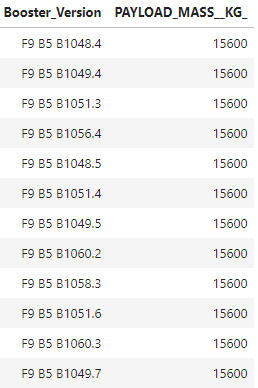 Booster_Version PAYLOAD_MASS__KG_
F9 B5 B1048.4 15600
F9 B5 B1049.4 15600
F9 B5 B1051.3 15600
F9 B5 B1056.4 15600
F9 B5 B1048.5 15600
F9 B5 B1051.4 15600
F9 B5 B1049.5 15600
F9 B5 B1060.2 15600
F9 B5 B1058.3 15600
F9 B5 B1051.6 15600
F9 B5 B1060.3 15600
F9 B5 B1049.7 15600